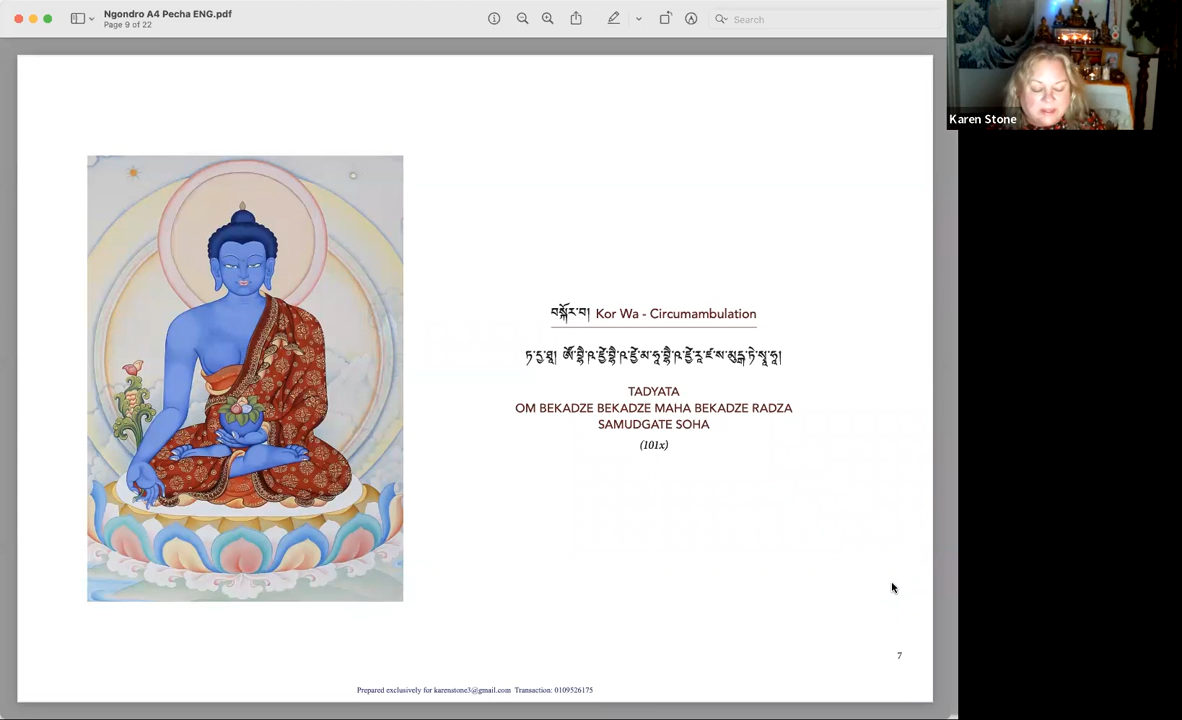 Ngondro A4 Pecha ENG.pdf
Page 9 of 22
Search
Karen Stone
བསྐོར་བ། Kor Wa - Circumambulation
TADYATA
OM BEKADZE BEKADZE MAHA BEKADZE RADZA
SAMUDGATE SOHA
(101x)
7
Prepared exclusively for karenstone3@gmail.com Transaction: 0109526175